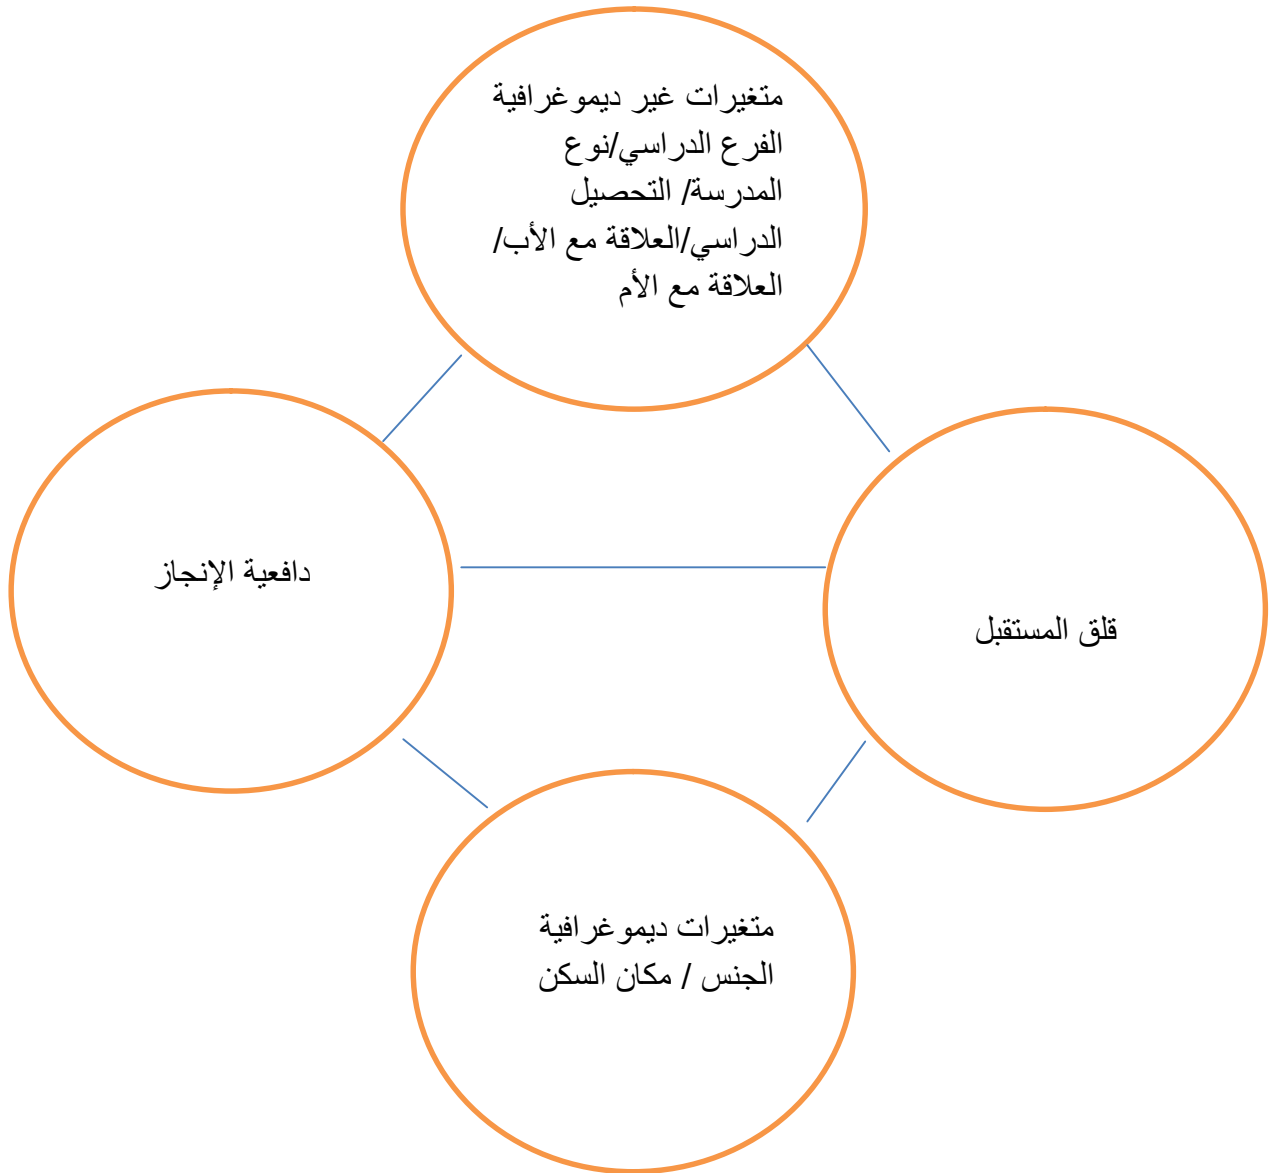 متغيرات غير ديموغرافية
الفرع الدراسي/نوع
المدرسة/ التحصيل
الدراسي/العلاقة مع الأب/
العلاقة مع الأم
دافعية الإنجاز
قلق المستقبل
متغيرات ديموغرافية
الجنس / مكان السكن